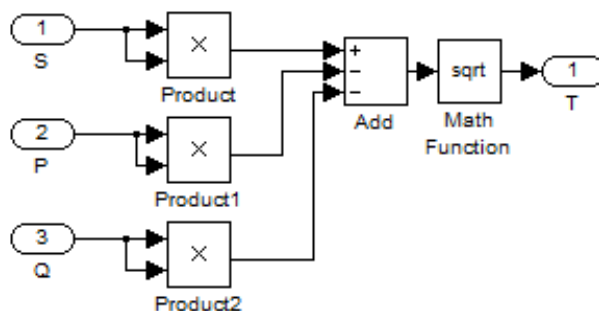 1
S
×
Product
+
−
−
Add
sqrt
Math
Function
1
T
2
P
×
Product1
3
Q
×
Product2